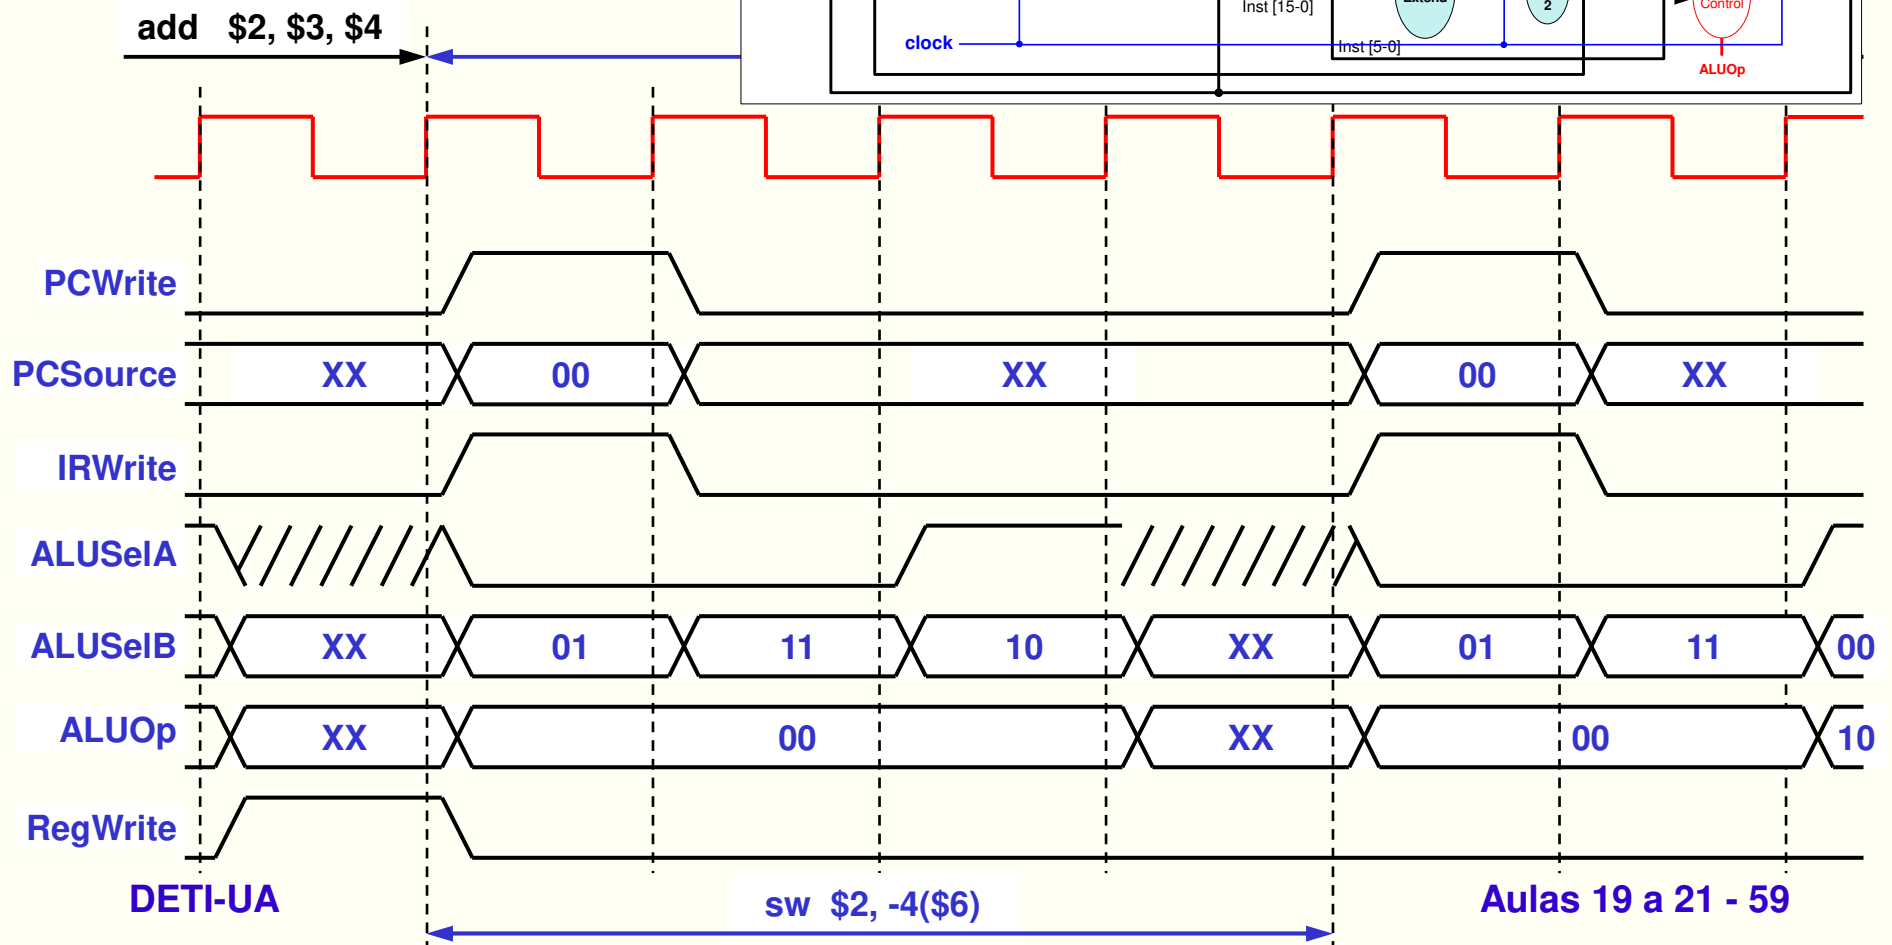 add $2, $3, $4
Inst [15-0]
2
Control
clock
Inst [5-0]
ALUOp
PCWrite
PCSource XX 00 XX 00 XX
IRWrite
ALUSelA
ALUSelB XX 01 11 10 XX 01 11 00
ALUOp XX 00 XX 00 10
RegWrite
DETI-UA
sw $2, -4($6)
Aulas 19 a 21 - 59